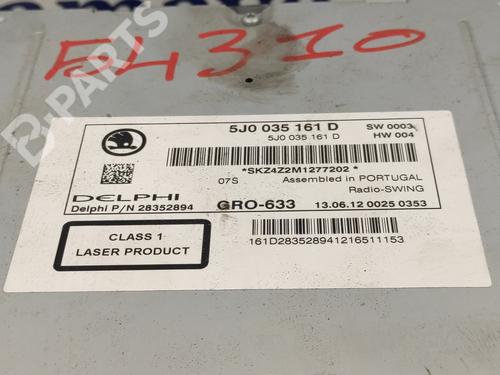 54310
B-PARTS
5J0 035 161 D
SW 0003
5J0 035 161 D
HW 004
*SKZ4Z2M1277202*
07S
Assembled in PORTUGAL
Radio-SWING
DELPHI
Delphi P/N 28352894
GRO-633
13.06.12 0025 0353
CLASS 1
LASER PRODUCT
161D283528941216511153